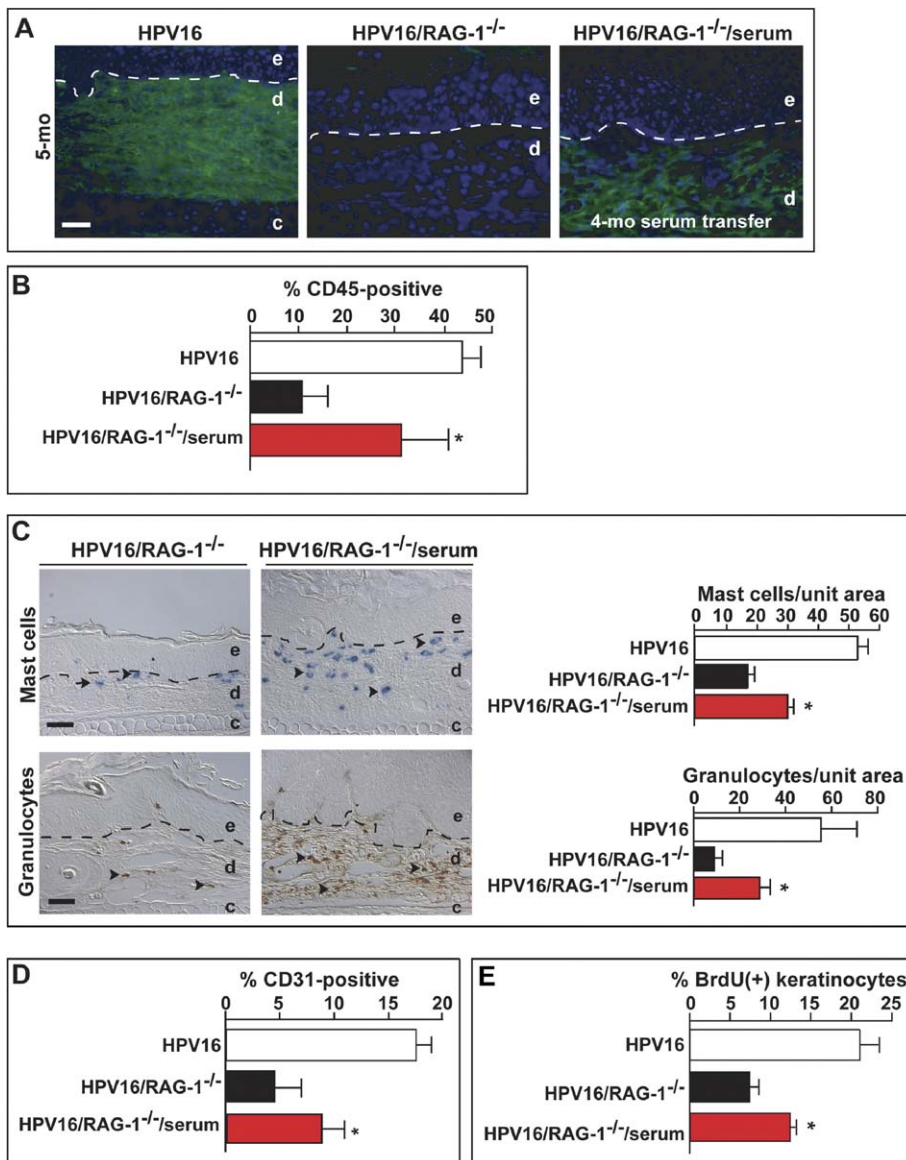 A
HPV16
HPV16/RAG-1-/-
HPV16/RAG-1-/-/serum
5-mo
e
d
c
e
d
e
d
4-mo serum transfer
B
% CD45-positive
0 10 20 30 40 50
HPV16
HPV16/RAG-1-/-
HPV16/RAG-1-/-/serum
*
C
HPV16/RAG-1-/-
HPV16/RAG-1-/-/serum
Mast cells
e
d
c
e
d
c
Mast cells/unit area
0 10 20 30 40 50 60
HPV16
HPV16/RAG-1-/-
HPV16/RAG-1-/-/serum
*
Granulocytes
e
d
c
e
d
c
Granulocytes/unit area
0 20 40 60 80
HPV16
HPV16/RAG-1-/-
HPV16/RAG-1-/-/serum
*
D
% CD31-positive
0 5 10 15 20
HPV16
HPV16/RAG-1-/-
HPV16/RAG-1-/-/serum
*
E
% BrdU(+) keratinocytes
0 5 10 15 20 25
HPV16
HPV16/RAG-1-/-
HPV16/RAG-1-/-/serum
*